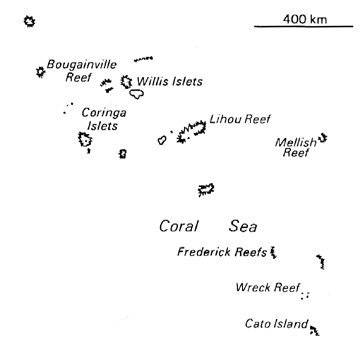 400 km
Bougainville
Reef
Willis Islets
Coringa
Islets
Lihou Reef
Mellish
Reef
Coral Sea
Frederick Reefs
Wreck Reef
Cato Island